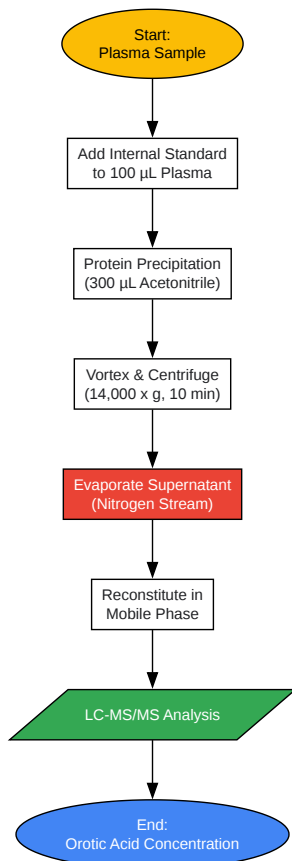 Start:
Plasma Sample
Add Internal Standard
to 100 µL Plasma
Protein Precipitation
(300 µL Acetonitrile)
Vortex & Centrifuge
(14,000 x g, 10 min)
Evaporate Supernatant
(Nitrogen Stream)
Reconstitute in
Mobile Phase
LC-MS/MS Analysis
End:
Orotic Acid Concentration